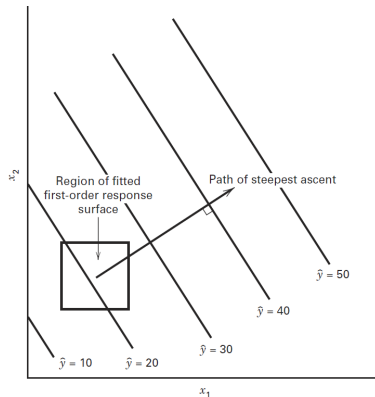 x₂
Region of fitted
first-order response
surface
Path of steepest ascent
ŷ = 50
ŷ = 40
ŷ = 30
ŷ = 10
ŷ = 20
x₁